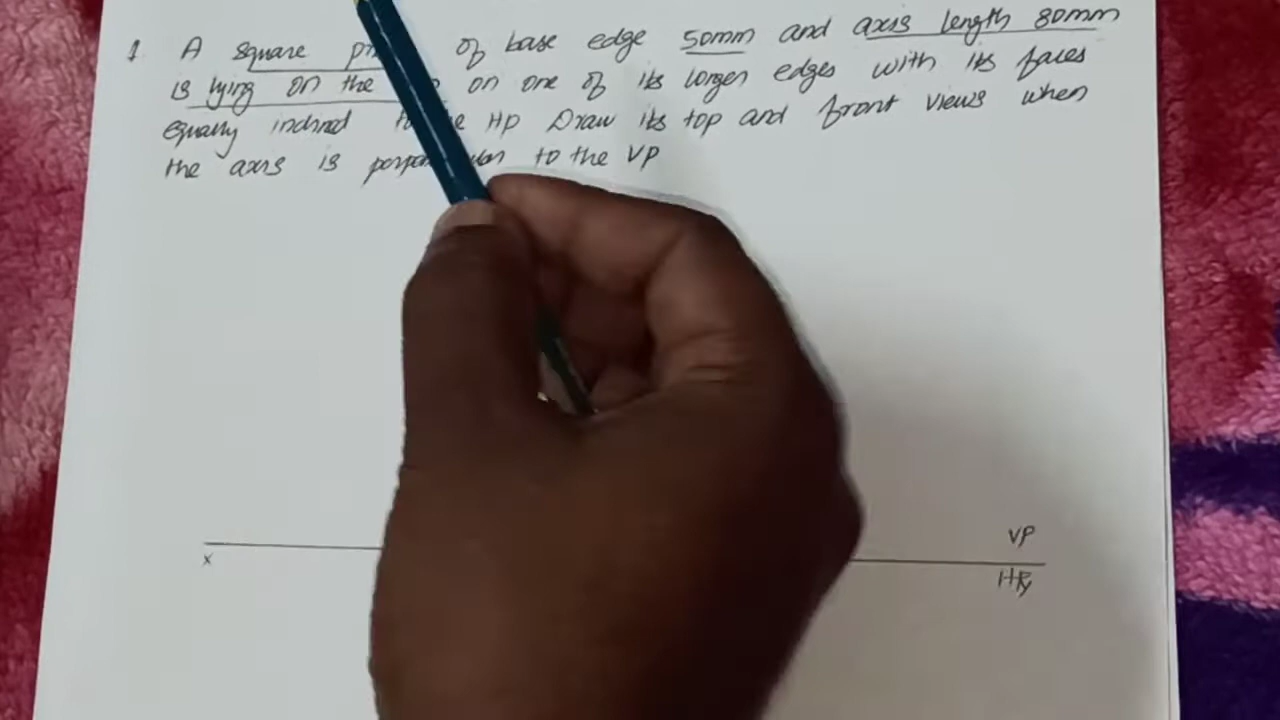 1 A square of base edge 50mm and axis length 80mm
is lying on the on one of its longer edges with its faces
equally inclined HP Draw its top and front views when
the axis is to the VP
VP
X
HP
y